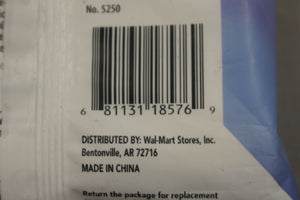 No. 5250
6 81131 18576 9
DISTRIBUTED BY: Wal-Mart Stores, Inc.
Bentonville, AR 72716
MADE IN CHINA
Return the package for replacement